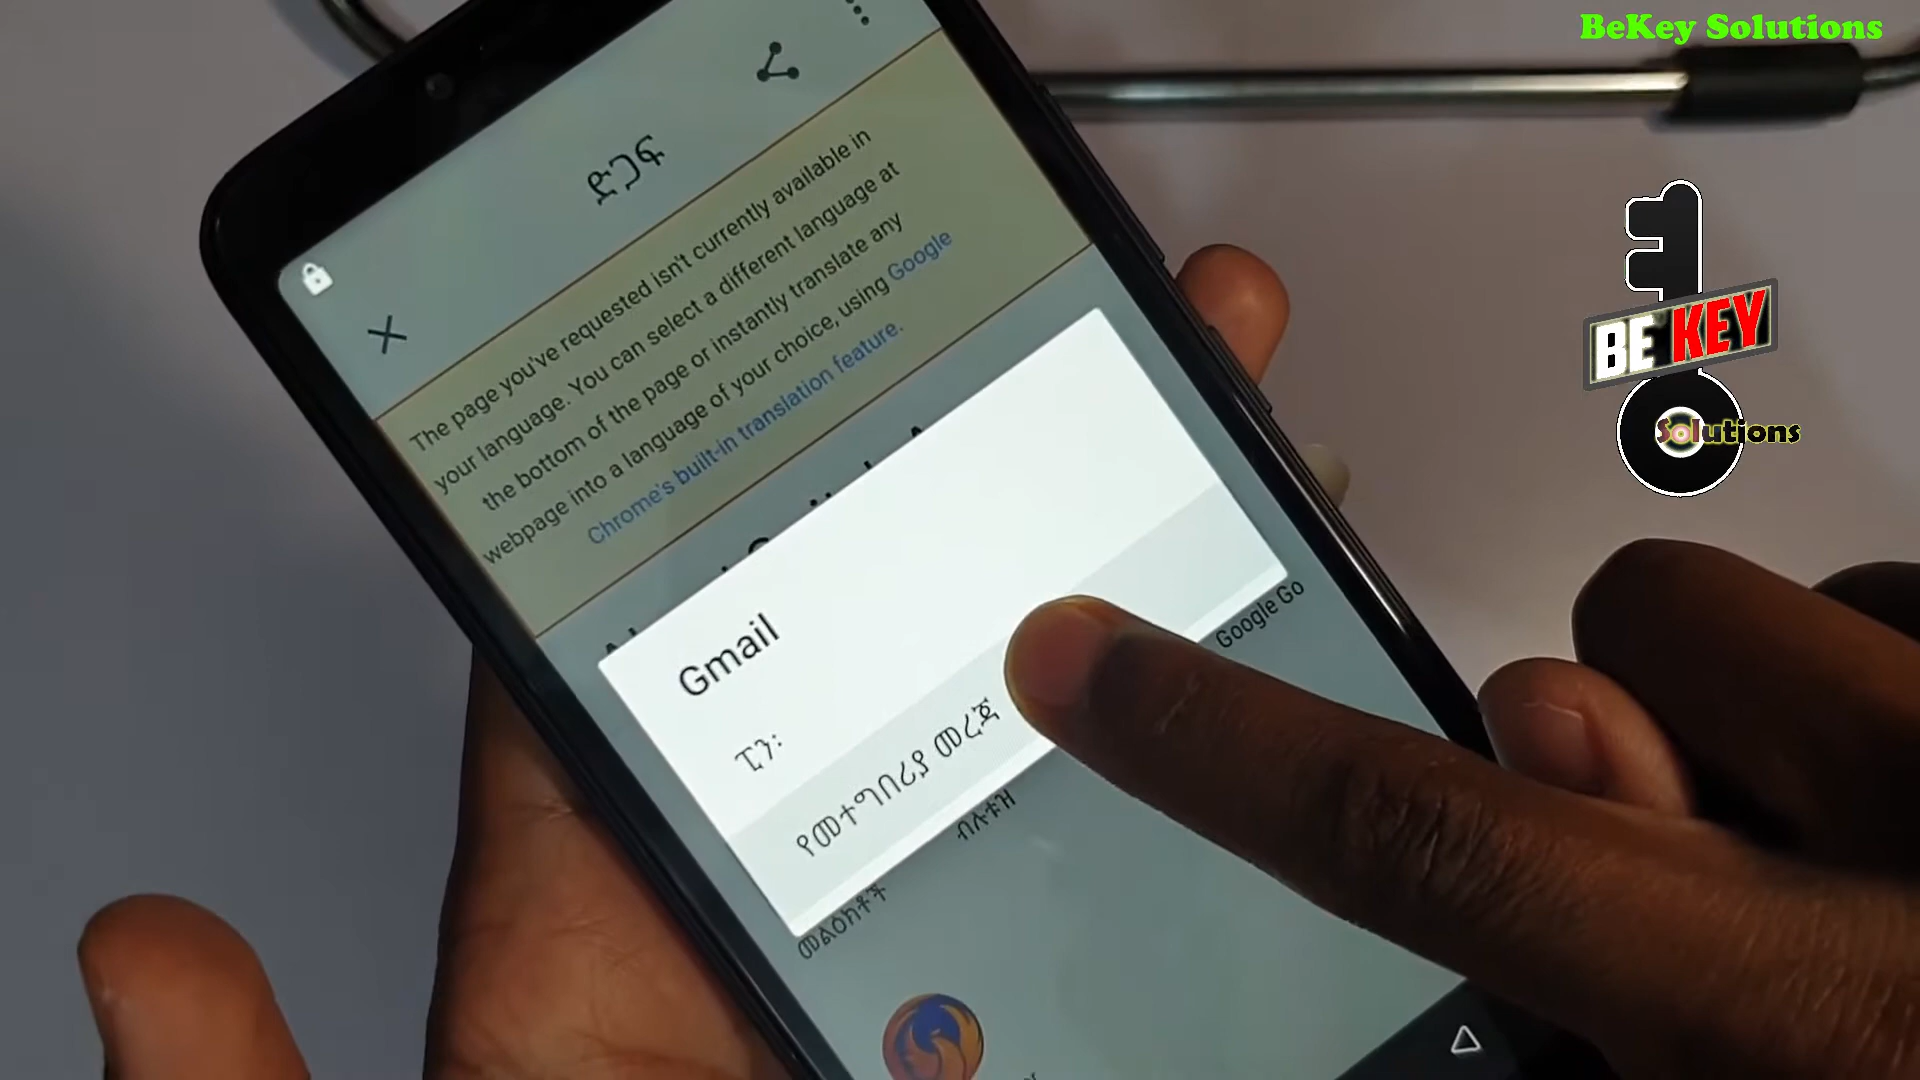 BeKey Solutions
ድጋፍ
The page you've requested isn't currently available in
your language. You can select a different language at
the bottom of the page or instantly translate any
webpage into a language of your choice, using Google
Chrome's built-in translation feature.
BE KEY
Solutions
Gmail
ፒን፡
የመተግበሪያ መረጃ
Google Go
ብሉቱዝ
መልዕክቶች